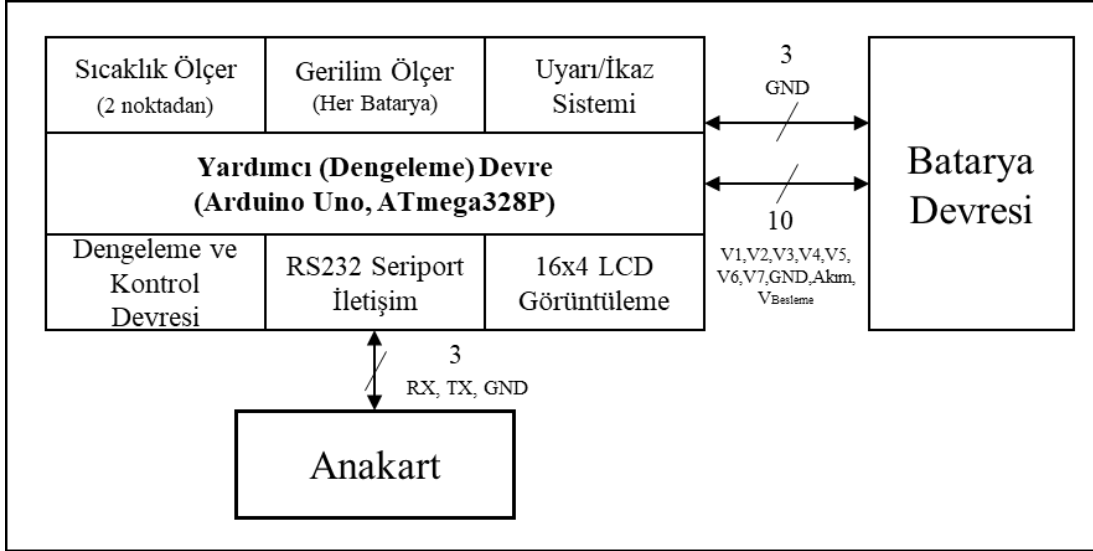 Sıcaklık Ölçer
(2 noktadan)
Gerilim Ölçer
(Her Batarya)
Uyarı/İkaz
Sistemi
Yardımcı (Dengeleme) Devre
(Arduino Uno, ATmega328P)
Dengeleme ve
Kontrol
Devresi
RS232 Seriport
İletişim
16x4 LCD
Görüntüleme
3
GND
10
V1,V2,V3,V4,V5,
V6,V7,GND,Akım,
VBesleme
Batarya
Devresi
3
RX, TX, GND
Anakart